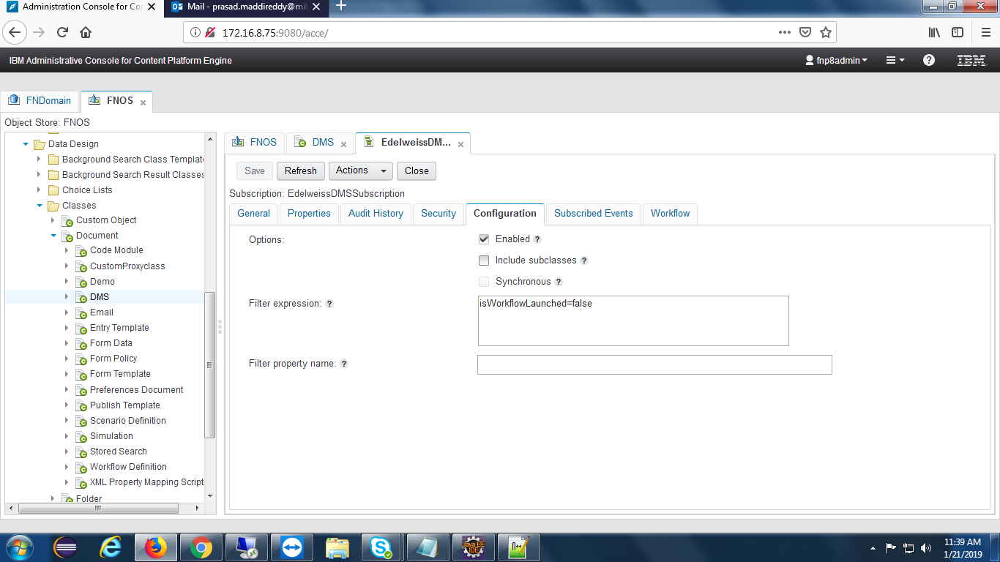 Administration Console for Con
Mail - prasad.maddireddy@mi
172.16.8.75:9080/acce/
IBM Administrative Console for Content Platform Engine
fnp8admin
IBM
FNDomain
FNOS
Object Store: FNOS
Data Design
Background Search Class Templat
Background Search Result Classes
Choice Lists
Classes
Custom Object
Document
Code Module
CustomProxyclass
Demo
DMS
Email
Entry Template
Form Data
Form Policy
Form Template
Preferences Document
Publish Template
Scenario Definition
Simulation
Stored Search
Workflow Definition
XML Property Mapping Script
Folder
FNOS
DMS
EdelweissDM...
Save
Refresh
Actions
Close
Subscription: EdelweissDMSSubscription
General
Properties
Audit History
Security
Configuration
Subscribed Events
Workflow
Options:
Enabled ?
Include subclasses ?
Synchronous ?
Filter expression: ?
isWorkflowLaunched=false
Filter property name: ?
Java EE
IDE
n++
11:39 AM
1/21/2019